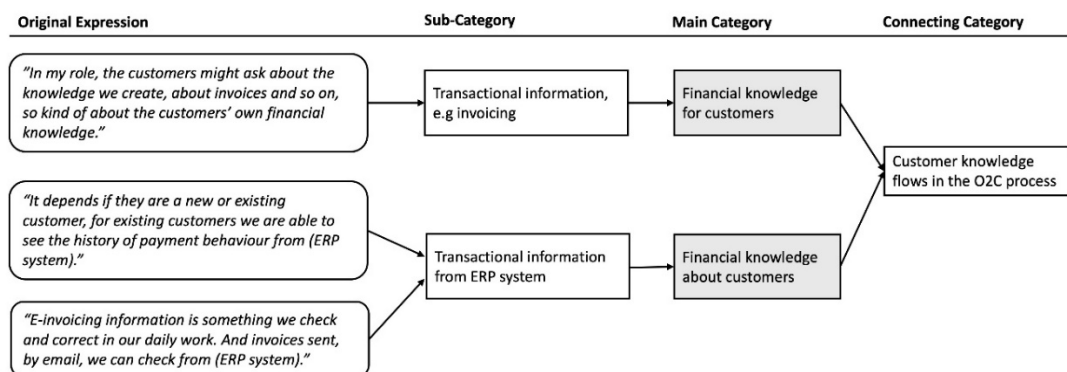 Original Expression
Sub-Category
Main Category
Connecting Category
”In my role, the customers might ask about the
knowledge we create, about invoices and so on,
so kind of about the customers’ own financial
knowledge.”
Transactional information,
e.g invoicing
Financial knowledge
for customers
Customer knowledge
flows in the O2C process
“It depends if they are a new or existing
customer, for existing customers we are able to
see the history of payment behaviour from (ERP
system).”
Transactional information
from ERP system
Financial knowledge
about customers
“E-invoicing information is something we check
and correct in our daily work. And invoices sent,
by email, we can check from (ERP system).”